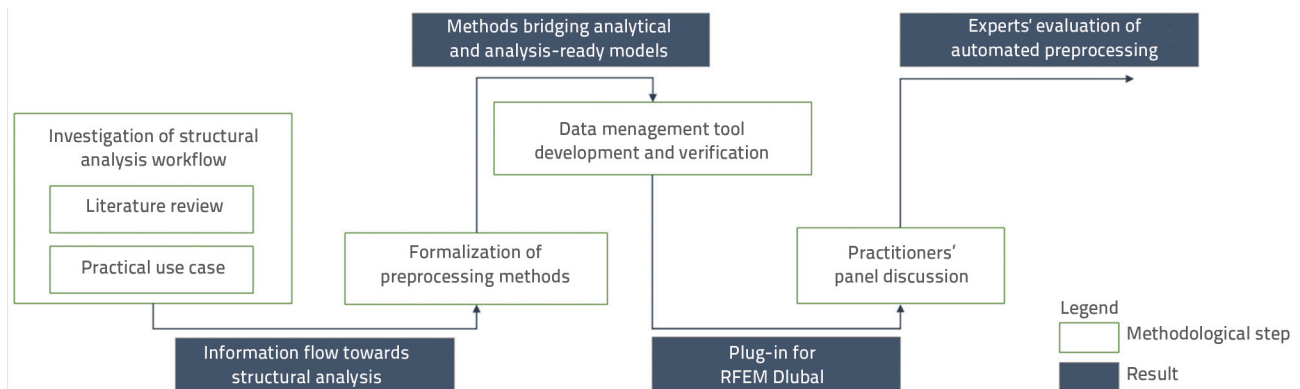 Investigation of structural
analysis workflow
Literature review
Practical use case
Information flow towards
structural analysis
Formalization of
preprocessing methods
Methods bridging analytical
and analysis-ready models
Data menagement tool
development and verification
Plug-in for
RFEM Dlubal
Practitioners'
panel discussion
Experts' evaluation of
automated preprocessing
Legend
Methodological step
Result